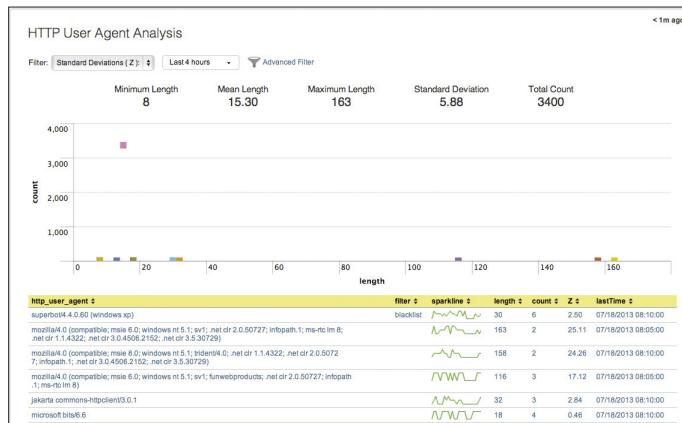 < 1m ago
HTTP User Agent Analysis
Filter: Standard Deviations ( Z ): Last 4 hours Advanced Filter
Minimum Length Mean Length Maximum Length Standard Deviation Total Count
8 15.30 163 5.88 3400
4,000
3,000
2,000
1,000
count
0 20 40 60 80 100 120 140 160
length
http_user_agent filter sparkline length count Z lastTime
superbot/4.4.0.60 (windows xp) blacklist 30 6 2.50 07/18/2013 08:10:00
mozilla/4.0 (compatible; msie 6.0; windows nt 5.1; sv1; .net clr 2.0.50727; infopath.1; ms-rtc lm 8; 163 2 25.11 07/18/2013 08:05:00
.net clr 1.1.4322; .net clr 3.0.4506.2152; .net clr 3.5.30729)
mozilla/4.0 (compatible; msie 8.0; windows nt 5.1; trident/4.0; .net clr 1.1.4322; .net clr 2.0.5072 158 2 24.26 07/18/2013 08:10:00
7; infopath.1; .net clr 3.0.4506.2152; .net clr 3.5.30729)
mozilla/4.0 (compatible; msie 6.0; windows nt 5.1; sv1; funwebproducts; .net clr 2.0.50727; infopath 116 3 17.12 07/18/2013 08:05:00
.1; ms-rtc lm 8)
jakarta commons-httpclient/3.0.1 32 3 2.84 07/18/2013 08:10:00
microsoft bits/6.6 18 4 0.46 07/18/2013 08:10:00